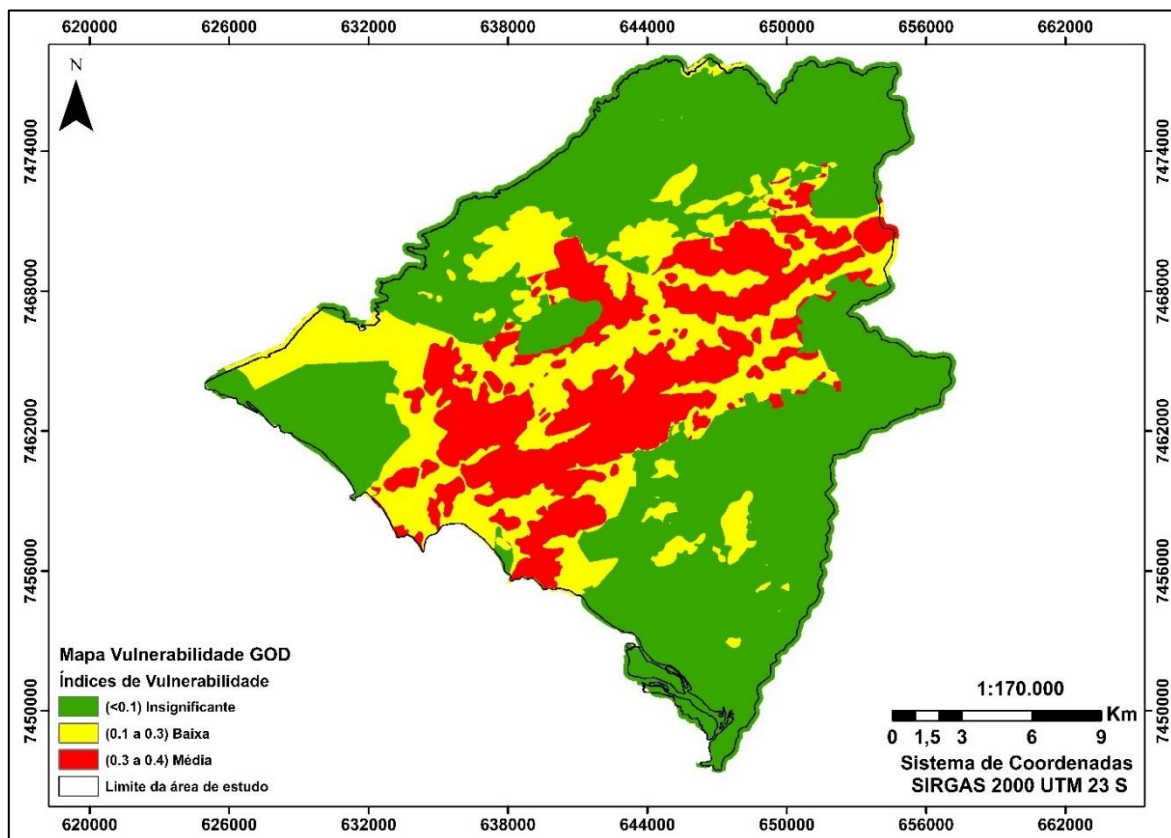 620000 626000 632000 638000 644000 650000 656000 662000
N
7474000 7474000
7468000 7468000
7462000 7462000
7456000 7456000
7450000 7450000
Mapa Vulnerabilidade GOD
Índices de Vulnerabilidade
(<0.1) Insignificante
(0.1 a 0.3) Baixa
(0.3 a 0.4) Média
Limite da área de estudo
1:170.000
Km
0 1,5 3 6 9
Sistema de Coordenadas
SIRGAS 2000 UTM 23 S
620000 626000 632000 638000 644000 650000 656000 662000